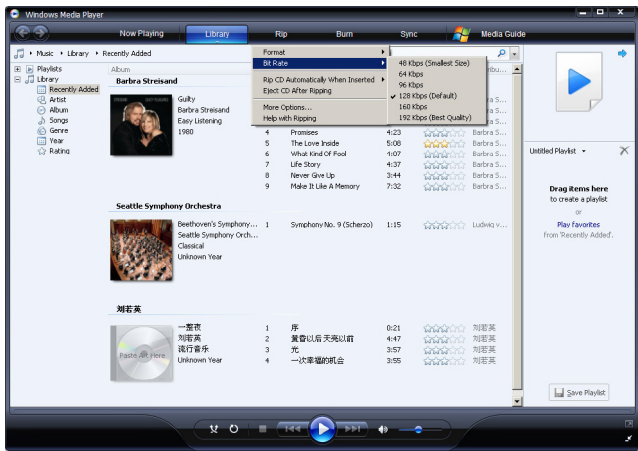 Windows Media Player
Now Playing Library Rip Burn Sync Media Guide
Music Library Recently Added
Format
Bit Rate
Rip CD Automatically When Inserted
Eject CD After Ripping
More Options...
Help with Ripping
48 Kbps (Smallest Size)
64 Kbps
96 Kbps
128 Kbps (Default)
160 Kbps
192 Kbps (Best Quality)
Playlists
Library
Recently Added
Artist
Album
Songs
Genre
Year
Rating
Album
Barbra Streisand
Guilty
Barbra Streisand
Easy Listening
1980
Barbra S...
4 Promises 4:23 Barbra S...
5 The Love Inside 5:08 Barbra S...
6 What Kind Of Fool 4:07 Barbra S...
7 Life Story 4:37 Barbra S...
8 Never Give Up 3:44 Barbra S...
9 Make It Like A Memory 7:32 Barbra S...
Seattle Symphony Orchestra
Beethoven's Symphony... 1 Symphony No. 9 (Scherzo) 1:15 Ludwig v...
Seattle Symphony Orch...
Classical
Unknown Year
刘若英
一整夜 1 序 0:21 刘若英
刘若英 2 黄昏以后天亮以前 4:47 刘若英
流行音乐 3 光 3:57 刘若英
Unknown Year 4 一次幸福的机会 3:55 刘若英
Paste Art Here
Untitled Playlist
Drag items here
to create a playlist
or
Play favorites
from 'Recently Added'.
Save Playlist